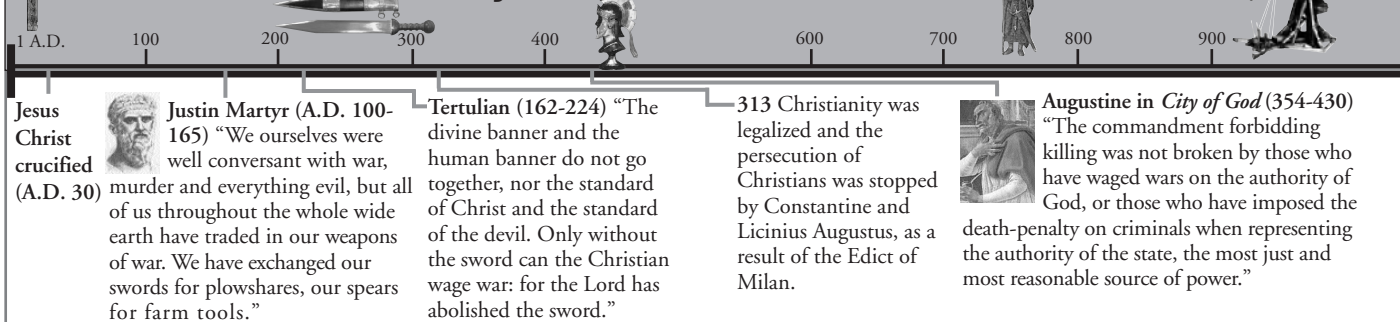 1 A.D. 100 200 300 400 600 700 800 900
Jesus
Christ
crucified
(A.D. 30)
Justin Martyr (A.D. 100-
165) “We ourselves were
well conversant with war,
murder and everything evil, but all
of us throughout the whole wide
earth have traded in our weapons
of war. We have exchanged our
swords for plowshares, our spears
for farm tools.”
Tertulian (162-224) “The
divine banner and the
human banner do not go
together, nor the standard
of Christ and the standard
of the devil. Only without
the sword can the Christian
wage war: for the Lord has
abolished the sword.”
313 Christianity was
legalized and the
persecution of
Christians was stopped
by Constantine and
Licinius Augustus, as a
result of the Edict of
Milan.
Augustine in City of God (354-430)
“The commandment forbidding
killing was not broken by those who
have waged wars on the authority of
God, or those who have imposed the
death-penalty on criminals when representing
the authority of the state, the most just and
most reasonable source of power.”